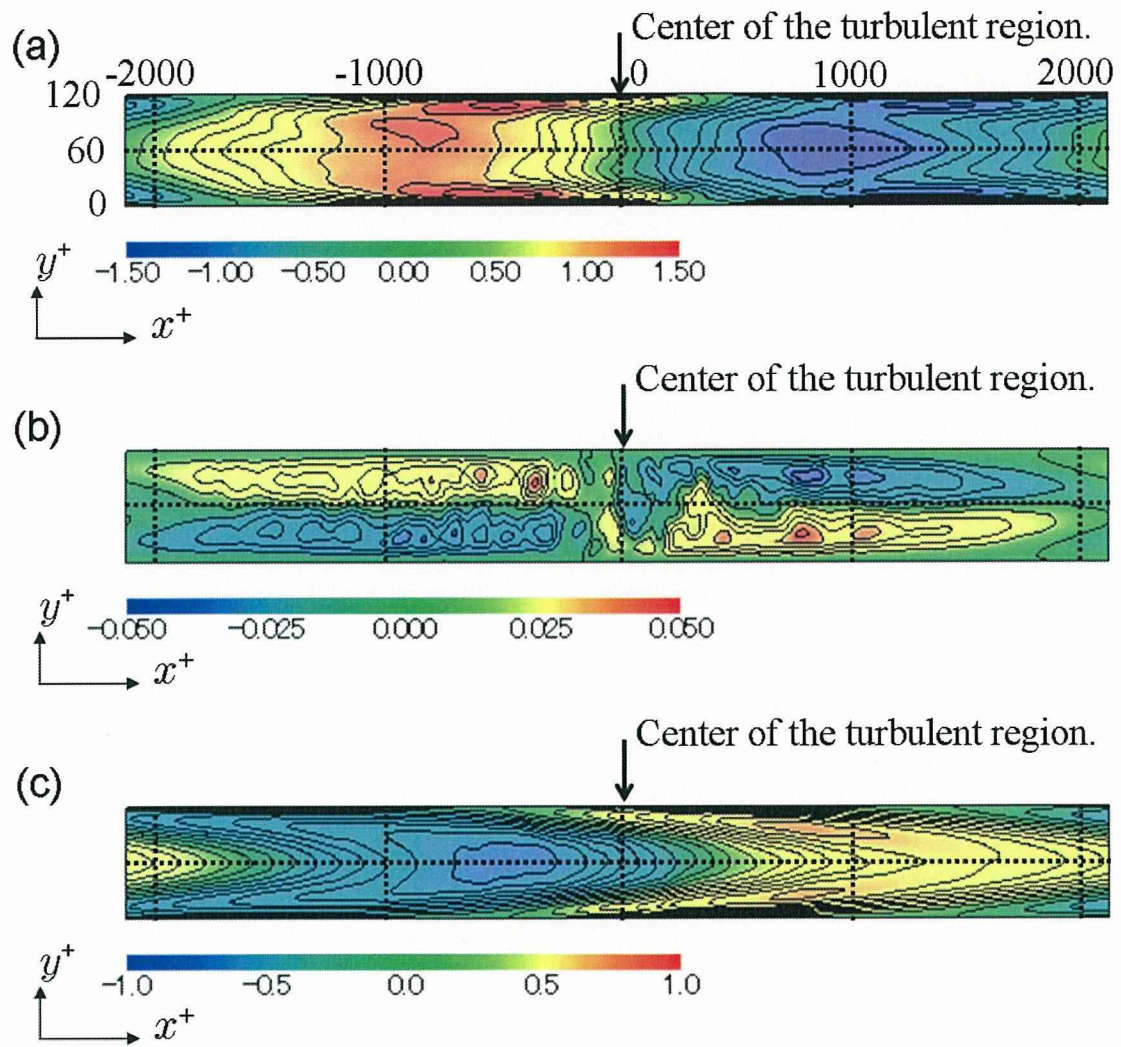 (a)
Center of the turbulent region.
-2000 -1000 0 1000 2000
120
60
0
−1.50 −1.00 −0.50 0.00 0.50 1.00 1.50
y+
x+
Center of the turbulent region.
(b)
−0.050 −0.025 0.000 0.025 0.050
y+
x+
Center of the turbulent region.
(c)
−1.0 −0.5 0.0 0.5 1.0
y+
x+